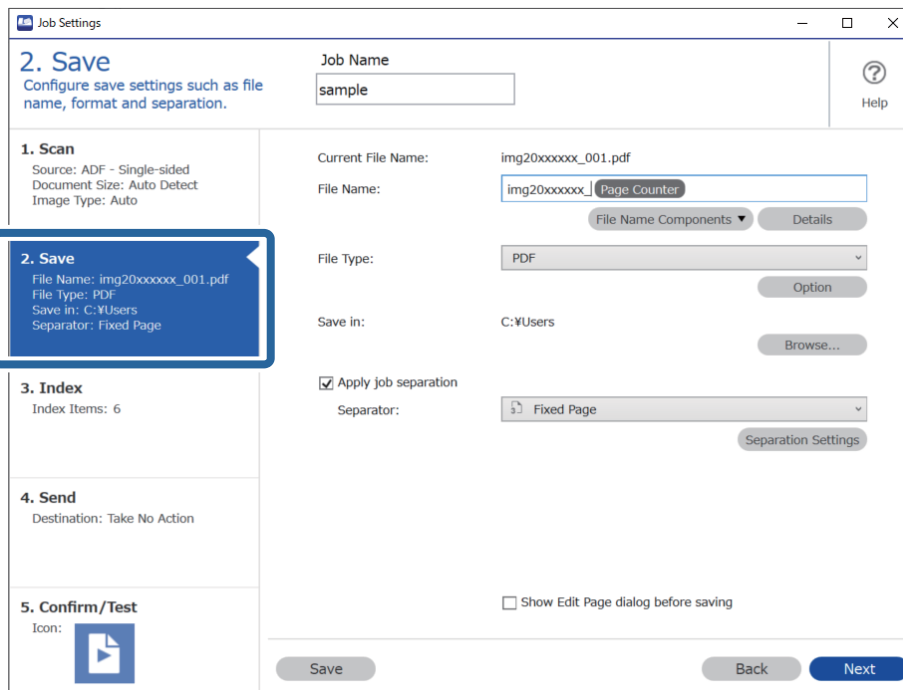 Job Settings
2. Save
Configure save settings such as file
name, format and separation.
Job Name
sample
Help
1. Scan
Source: ADF - Single-sided
Document Size: Auto Detect
Image Type: Auto
2. Save
File Name: img20xxxxxx_001.pdf
File Type: PDF
Save in: C:¥Users
Separator: Fixed Page
3. Index
Index Items: 6
4. Send
Destination: Take No Action
5. Confirm/Test
Icon:
Current File Name: img20xxxxxx_001.pdf
File Name: img20xxxxxx_ Page Counter
File Name Components ▼ Details
File Type: PDF
Option
Save in: C:¥Users
Browse...
Apply job separation
Separator: Fixed Page
Separation Settings
Show Edit Page dialog before saving
Save Back Next